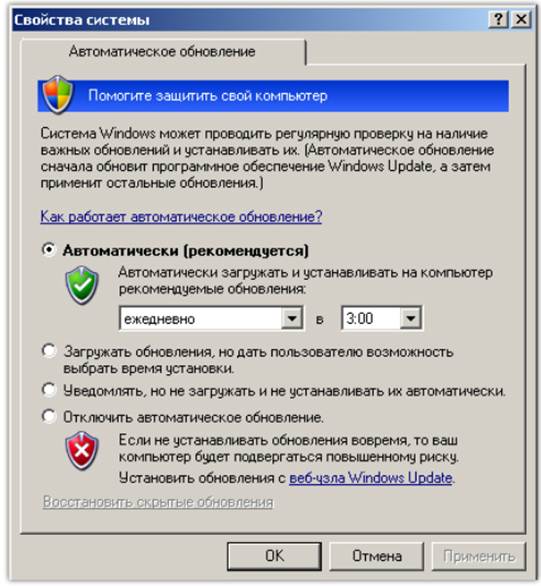 Свойства системы
Автоматическое обновление
Помогите защитить свой компьютер
Система Windows может проводить регулярную проверку на наличие
важных обновлений и устанавливать их. (Автоматическое обновление
сначала обновит программное обеспечение Windows Update, а затем
применит остальные обновления.)
Как работает автоматическое обновление?
Автоматически (рекомендуется)
Автоматически загружать и устанавливать на компьютер
рекомендуемые обновления:
ежедневно в 3:00
Загружать обновления, но дать пользователю возможность
выбрать время установки.
Уведомлять, но не загружать и не устанавливать их автоматически.
Отключить автоматическое обновление.
Если не устанавливать обновления вовремя, то ваш
компьютер будет подвергаться повышенному риску.
Установить обновления с веб-узла Windows Update.
Восстановить скрытые обновления
OK Отмена Применить